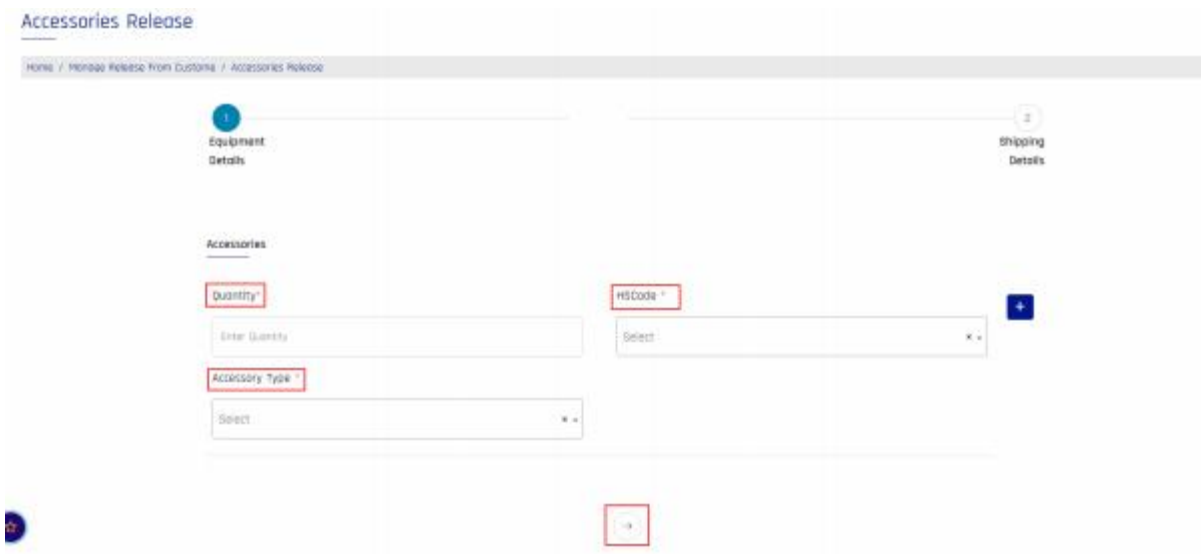 Accessories Release
Home / Manage Release From Customs / Accessories Release
1
2
Equipment
Details
Shipping
Details
Accessories
Quantity*
HSCode *
+
Enter Quantity
Select
Accessory Type *
Select